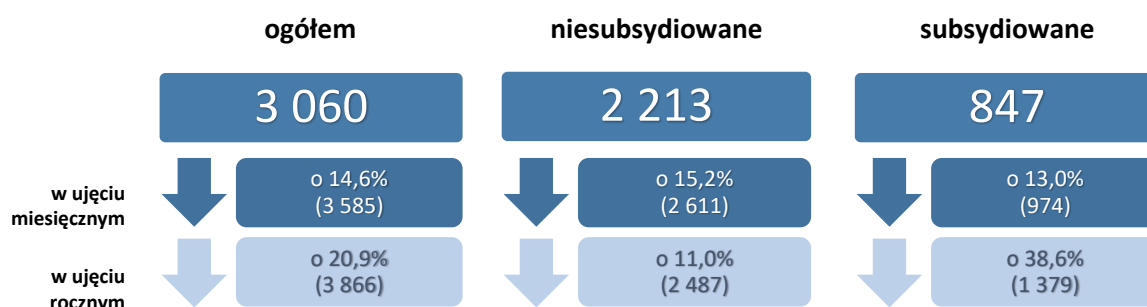 ogółem
niesubsydiowane
subsydiowane
3 060
2 213
847
w ujęciu
miesięcznym
o 14,6%
(3 585)
o 15,2%
(2 611)
o 13,0%
(974)
w ujęciu
rocznym
o 20,9%
(3 866)
o 11,0%
(2 487)
o 38,6%
(1 379)